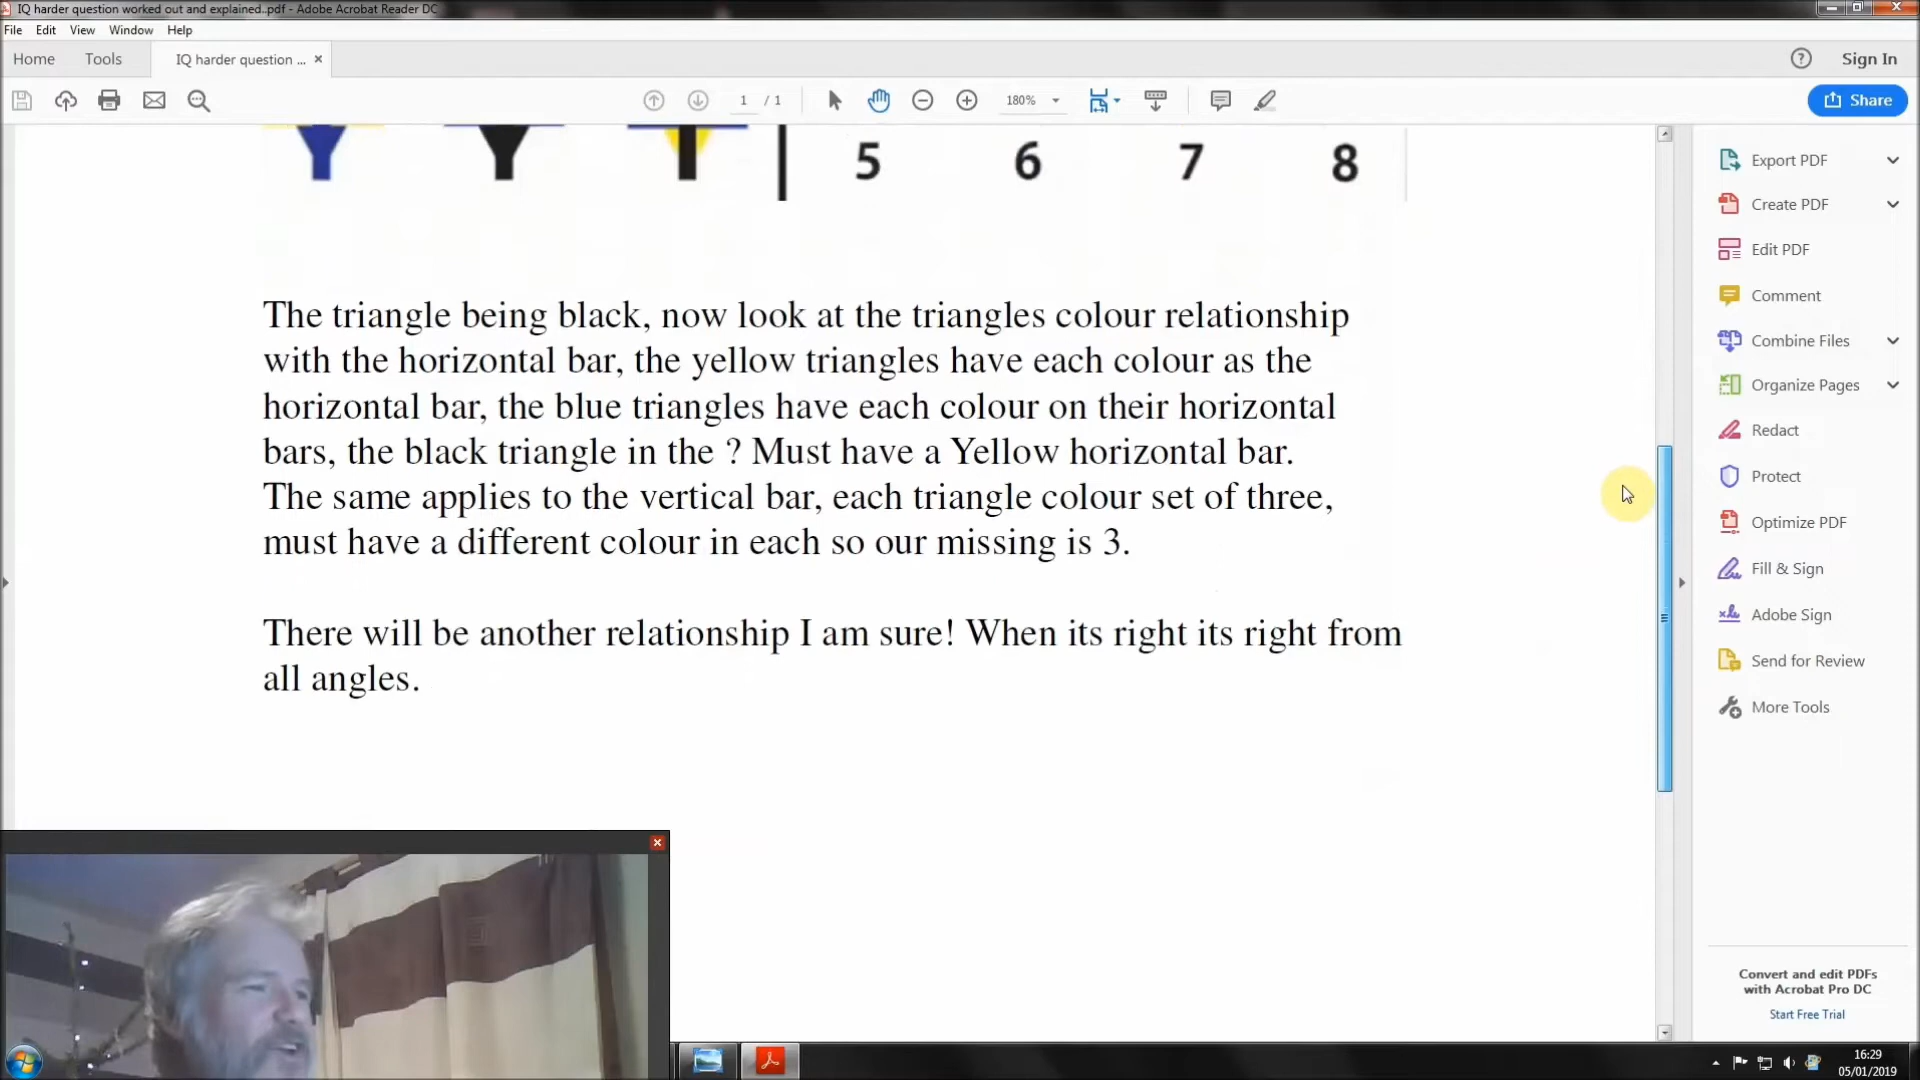 IQ harder question worked out and explained..pdf - Adobe Acrobat Reader DC
File Edit View Window Help
Home Tools IQ harder question ... ×
? Sign In
1 / 1 180% Share
5 6 7 8
The triangle being black, now look at the triangles colour relationship
with the horizontal bar, the yellow triangles have each colour as the
horizontal bar, the blue triangles have each colour on their horizontal
bars, the black triangle in the ? Must have a Yellow horizontal bar.
The same applies to the vertical bar, each triangle colour set of three,
must have a different colour in each so our missing is 3.
There will be another relationship I am sure! When its right its right from
all angles.
Export PDF
Create PDF
Edit PDF
Comment
Combine Files
Organize Pages
Redact
Protect
Optimize PDF
Fill & Sign
Adobe Sign
Send for Review
More Tools
Convert and edit PDFs
with Acrobat Pro DC
Start Free Trial
16:29
05/01/2019